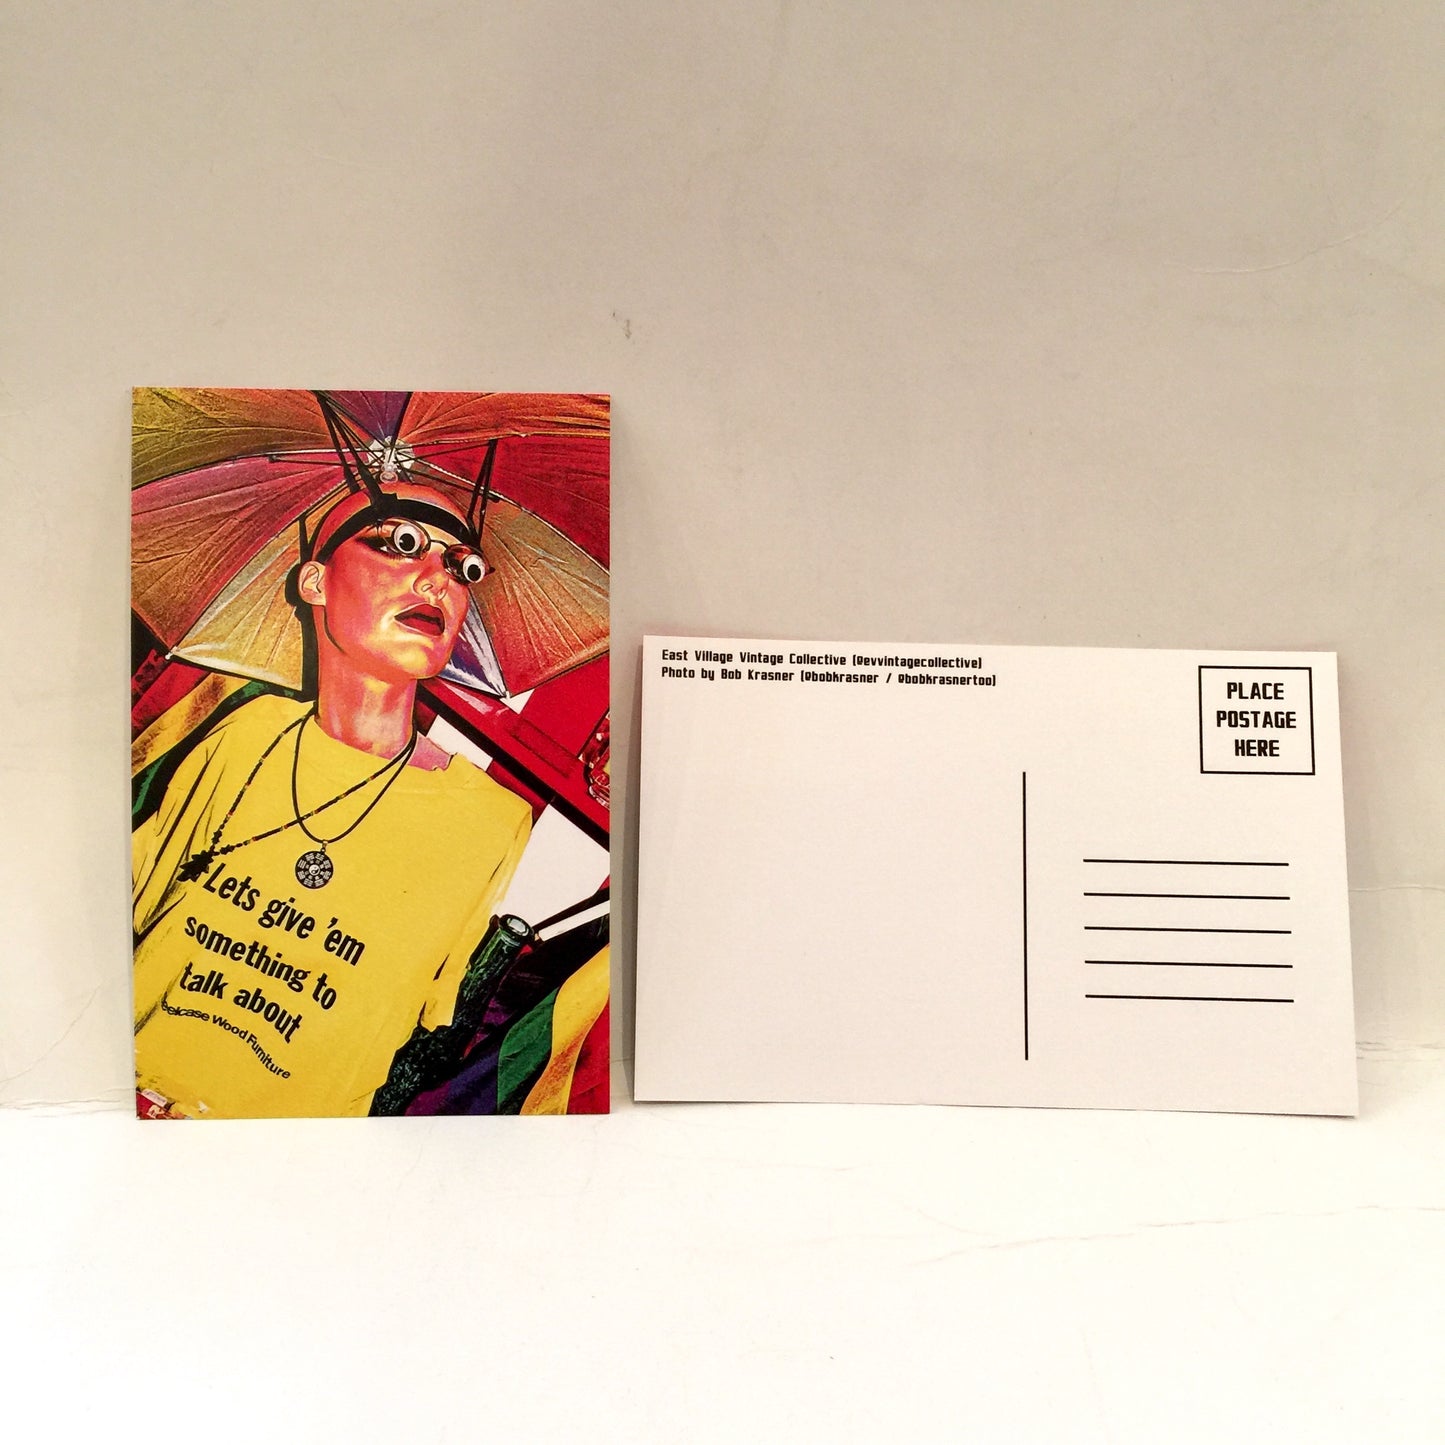 Lets give 'em
something to
talk about
eelcase Wood Furniture
East Village Vintage Collective (@evvintagecollective)
Photo by Bob Krasner (@bobkrasner / @bobkrasnertoo)
PLACE
POSTAGE
HERE